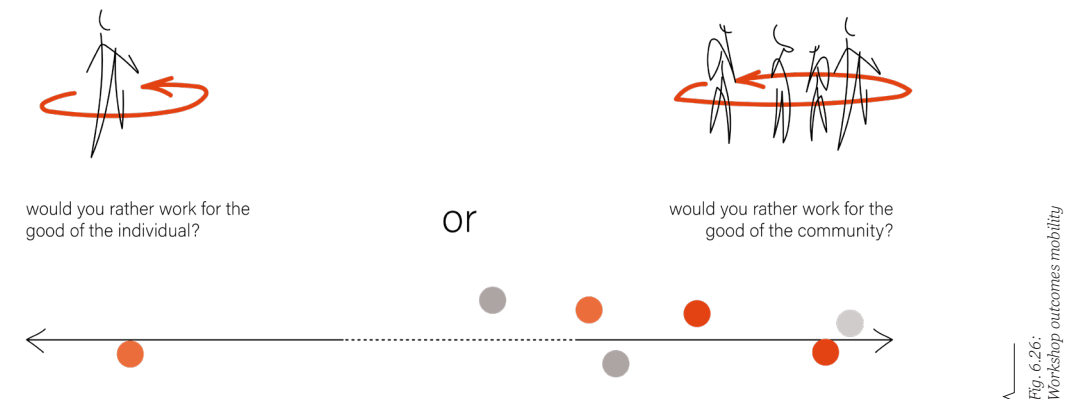 would you rather work for the
good of the individual?
or
would you rather work for the
good of the community?
Fig. 6.26:
Workshop outcomes mobility